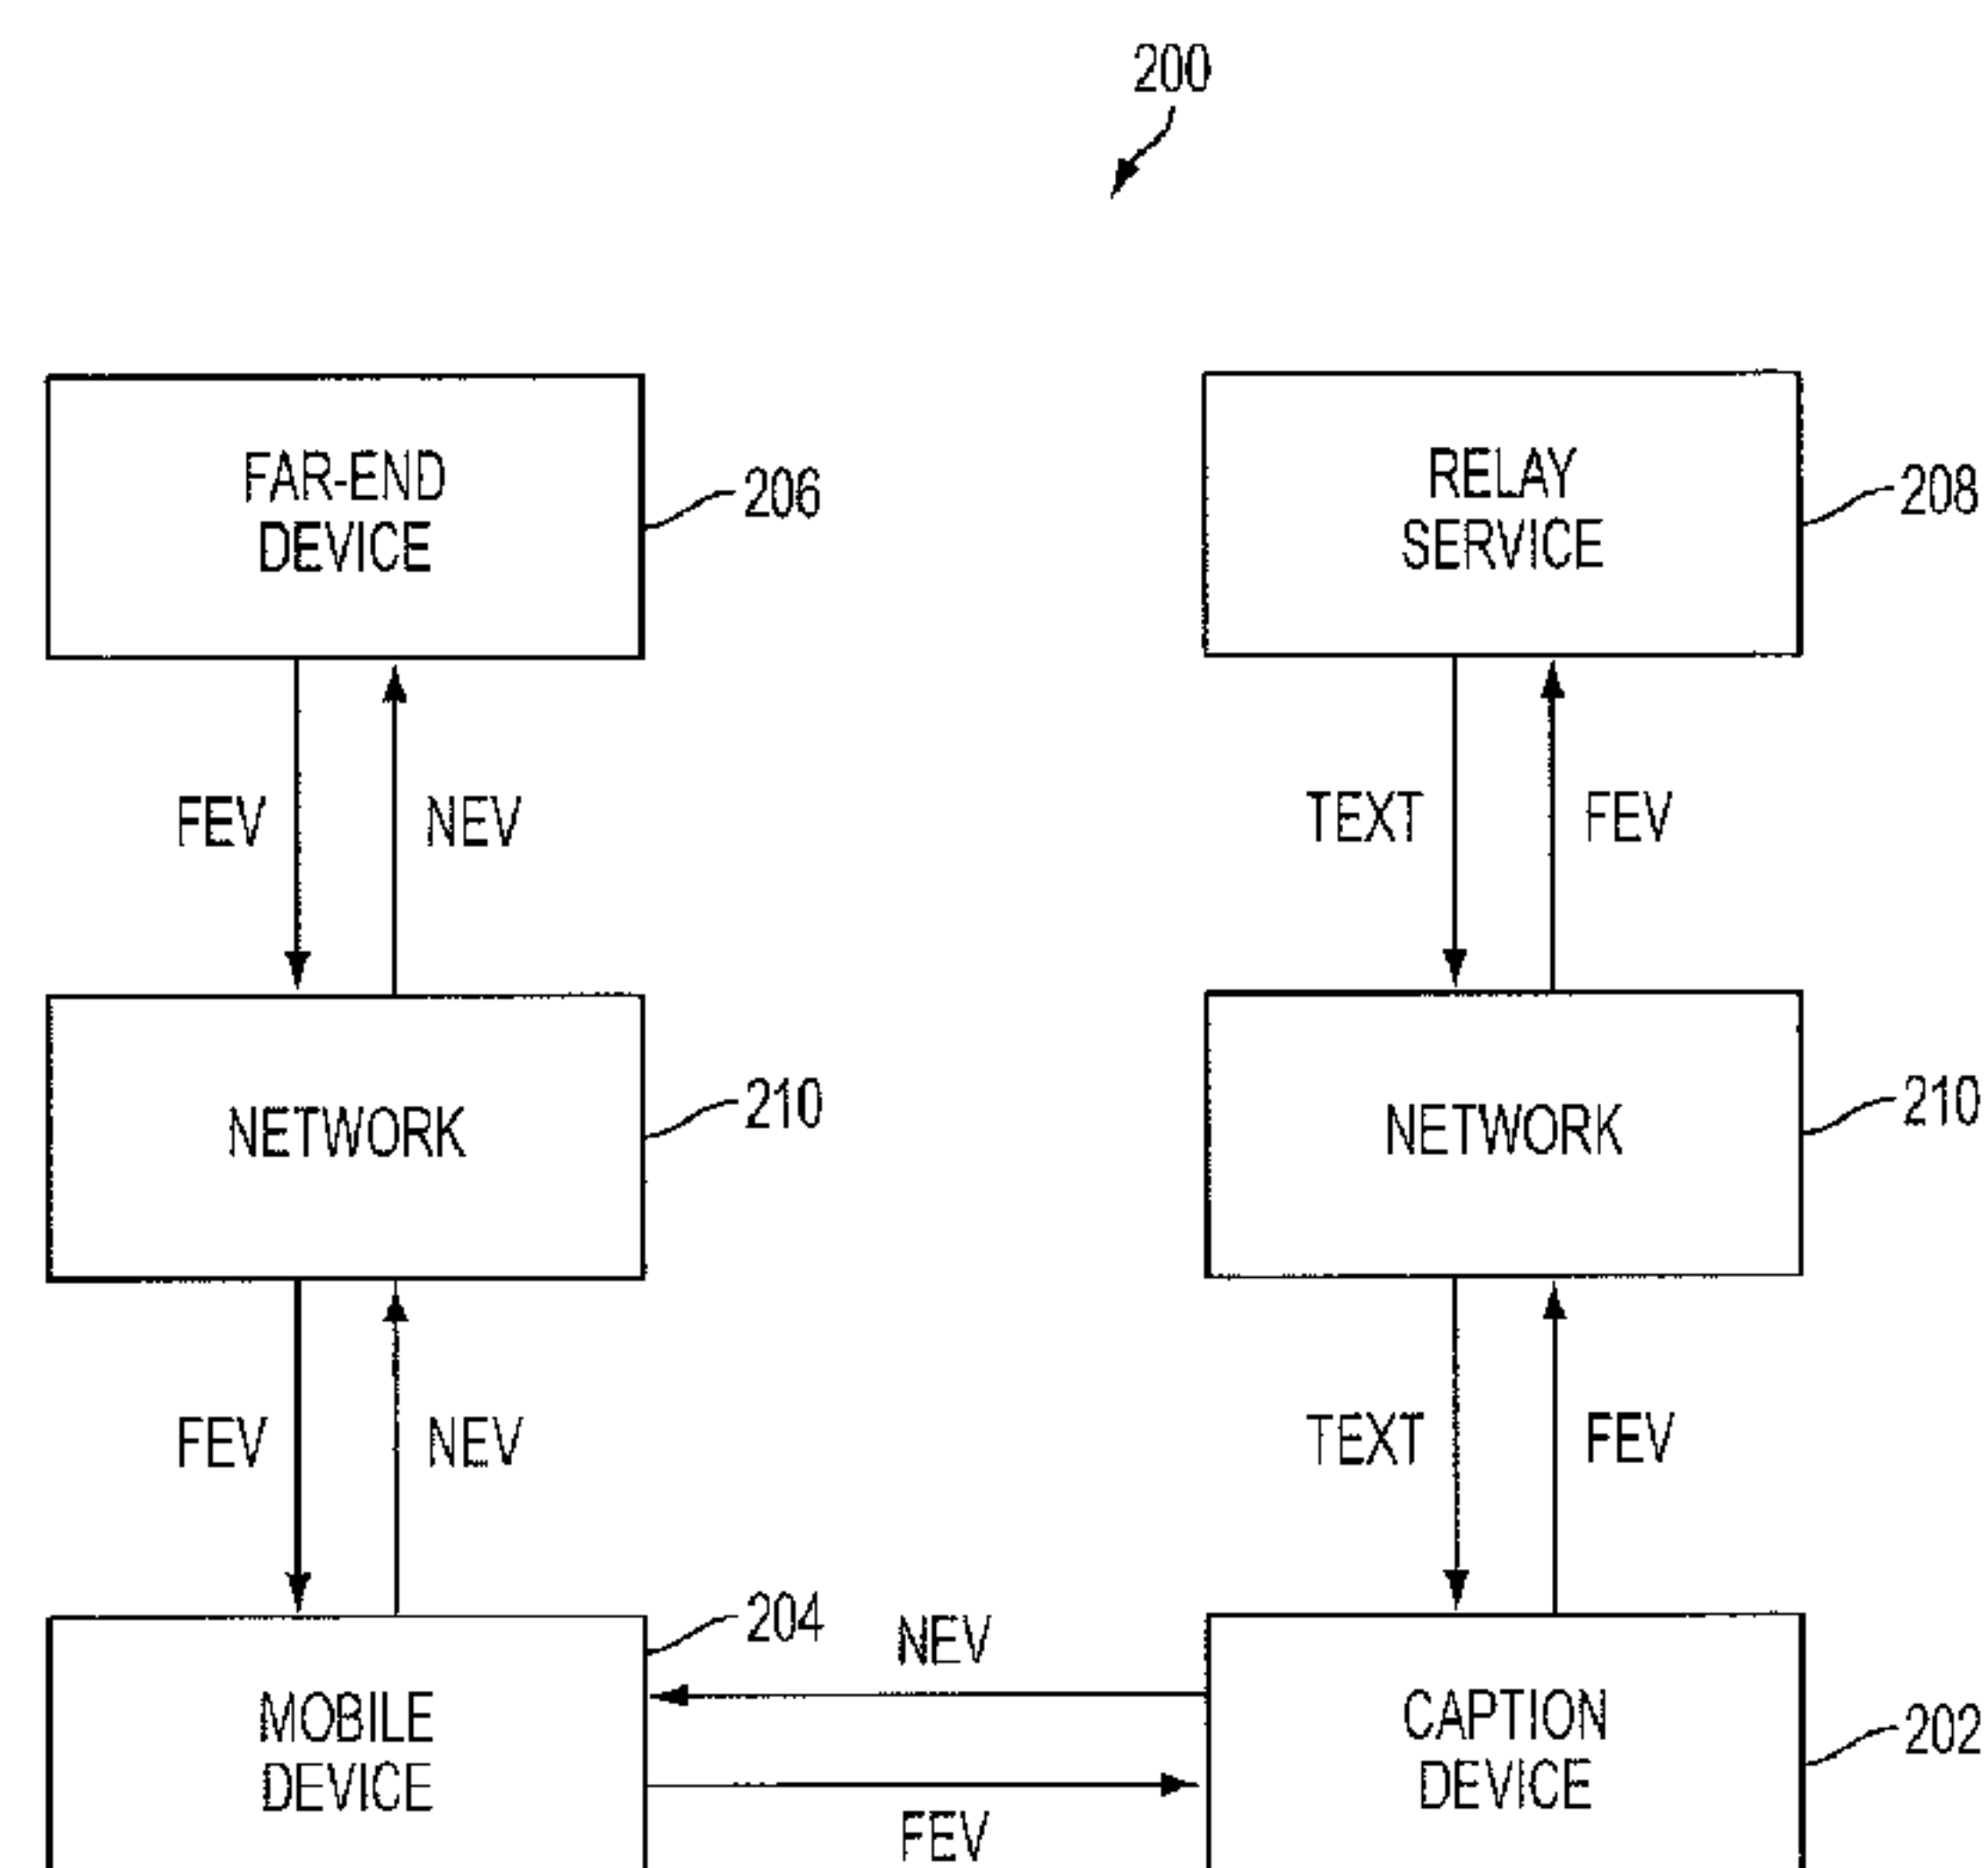 200
FAR-END
DEVICE
206
RELAY
SERVICE
208
FEV
NEV
TEXT
FEV
NETWORK
210
NETWORK
210
FEV
NEV
TEXT
FEV
204
NEV
MOBILE
DEVICE
CAPTION
DEVICE
202
FEV